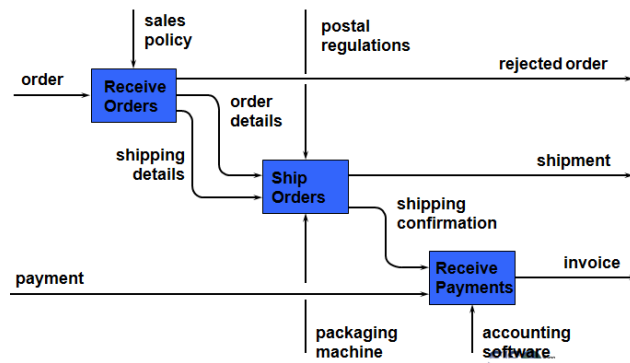 sales
policy
postal
regulations
order
rejected order
Receive
Orders
order
details
shipping
details
shipment
Ship
Orders
shipping
confirmation
invoice
payment
Receive
Payments
packaging
machine
accounting
software